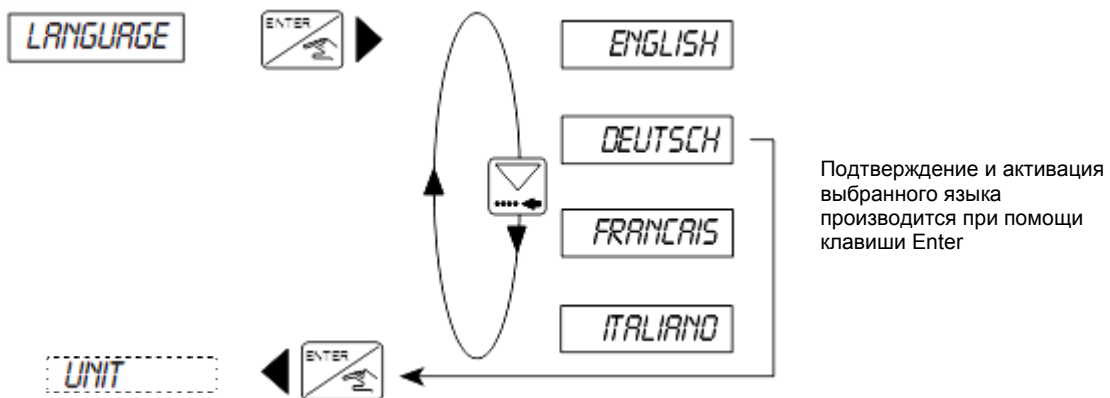 LANGUAGE
ENTER
ENGLISH
DEUTSCH
FRANCAIS
ITALIANO
Подтверждение и активация
выбранного языка
производится при помощи
клавиши Enter
UNIT
ENTER